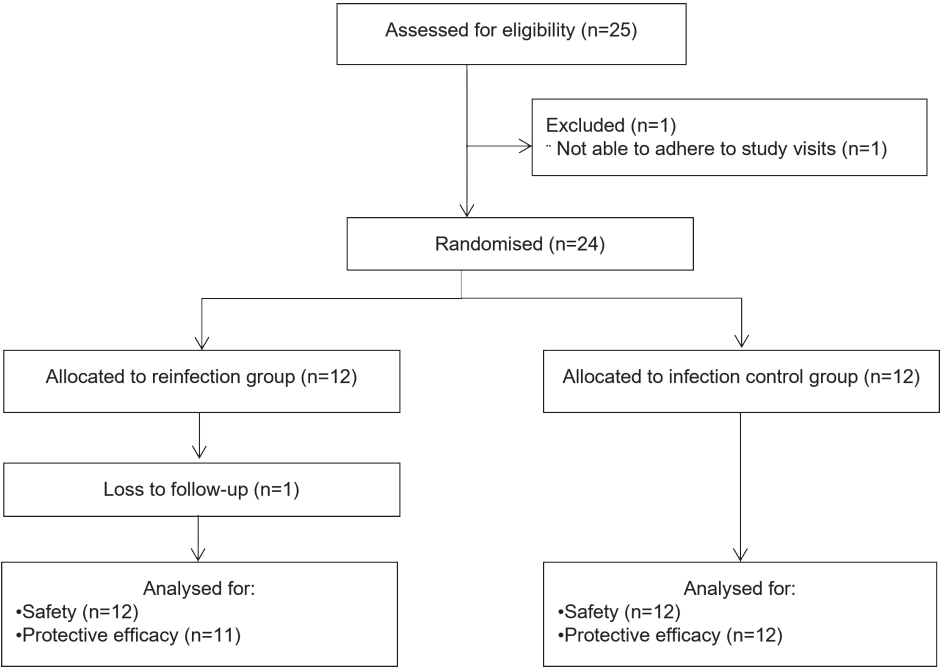 Assessed for eligibility (n=25)
Excluded (n=1)
¨ Not able to adhere to study visits (n=1)
Randomised (n=24)
Allocated to reinfection group (n=12)
Allocated to infection control group (n=12)
Loss to follow-up (n=1)
Analysed for:
•Safety (n=12)
•Protective efficacy (n=11)
Analysed for:
•Safety (n=12)
•Protective efficacy (n=12)